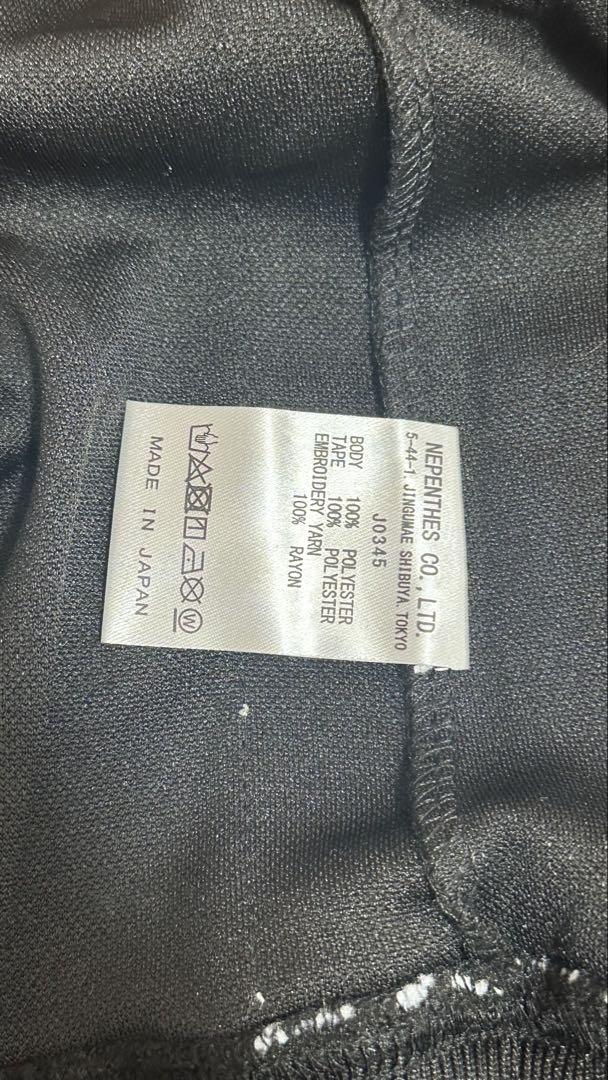 NEPENTHES CO., LTD.
5-44-1, JINGUMAE SHIBUYA TOKYO
J0345
BODY 100% POLYESTER
TAPE 100% POLYESTER
EMBROIDERY YARN
100% RAYON
W
MADE IN JAPAN